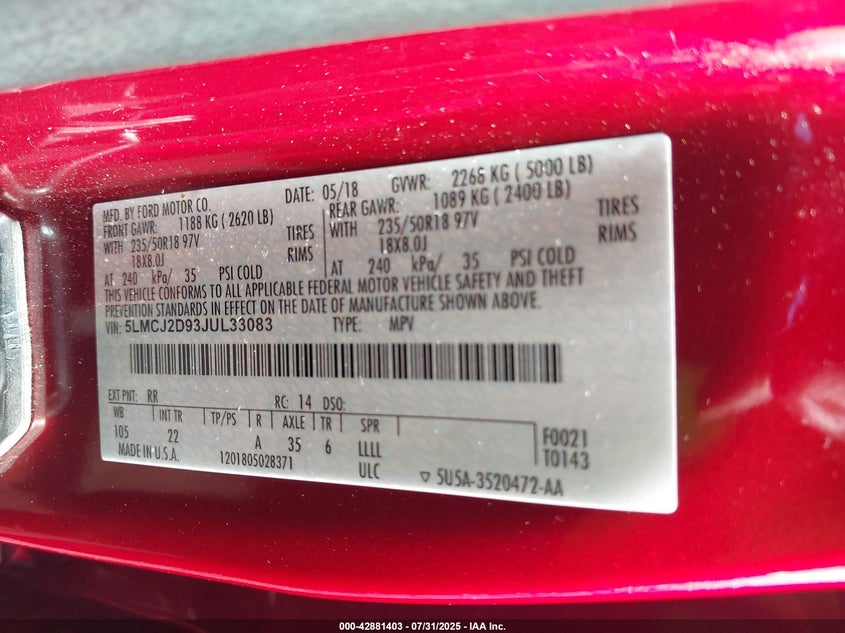 MFD. BY FORD MOTOR CO. DATE: 05/18 GVWR: 2268 KG ( 5000 LB)
FRONT GAWR: 1188 KG ( 2620 LB) REAR GAWR: 1089 KG ( 2400 LB)
WITH 235/50R18 97V TIRES WITH 235/50R18 97V TIRES
18X8.0J RIMS 18X8.0J RIMS
AT 240 kPa/ 35 PSI COLD AT 240 kPa/ 35 PSI COLD
THIS VEHICLE CONFORMS TO ALL APPLICABLE FEDERAL MOTOR VEHICLE SAFETY AND THEFT
PREVENTION STANDARDS IN EFFECT ON THE DATE OF MANUFACTURE SHOWN ABOVE.
VIN: 5LMCJ2D93JUL33083 TYPE: MPV
EXT PNT: RR RC: 14 DSO:
WB INT TR TP/PS R AXLE TR SPR
105 22 A 35 6 LLLL F0021
MADE IN U.S.A. 1201805028371 ULC T0143
▽ 5U5A-3520472-AA
000-42881403 - 07/31/2025 - IAA Inc.